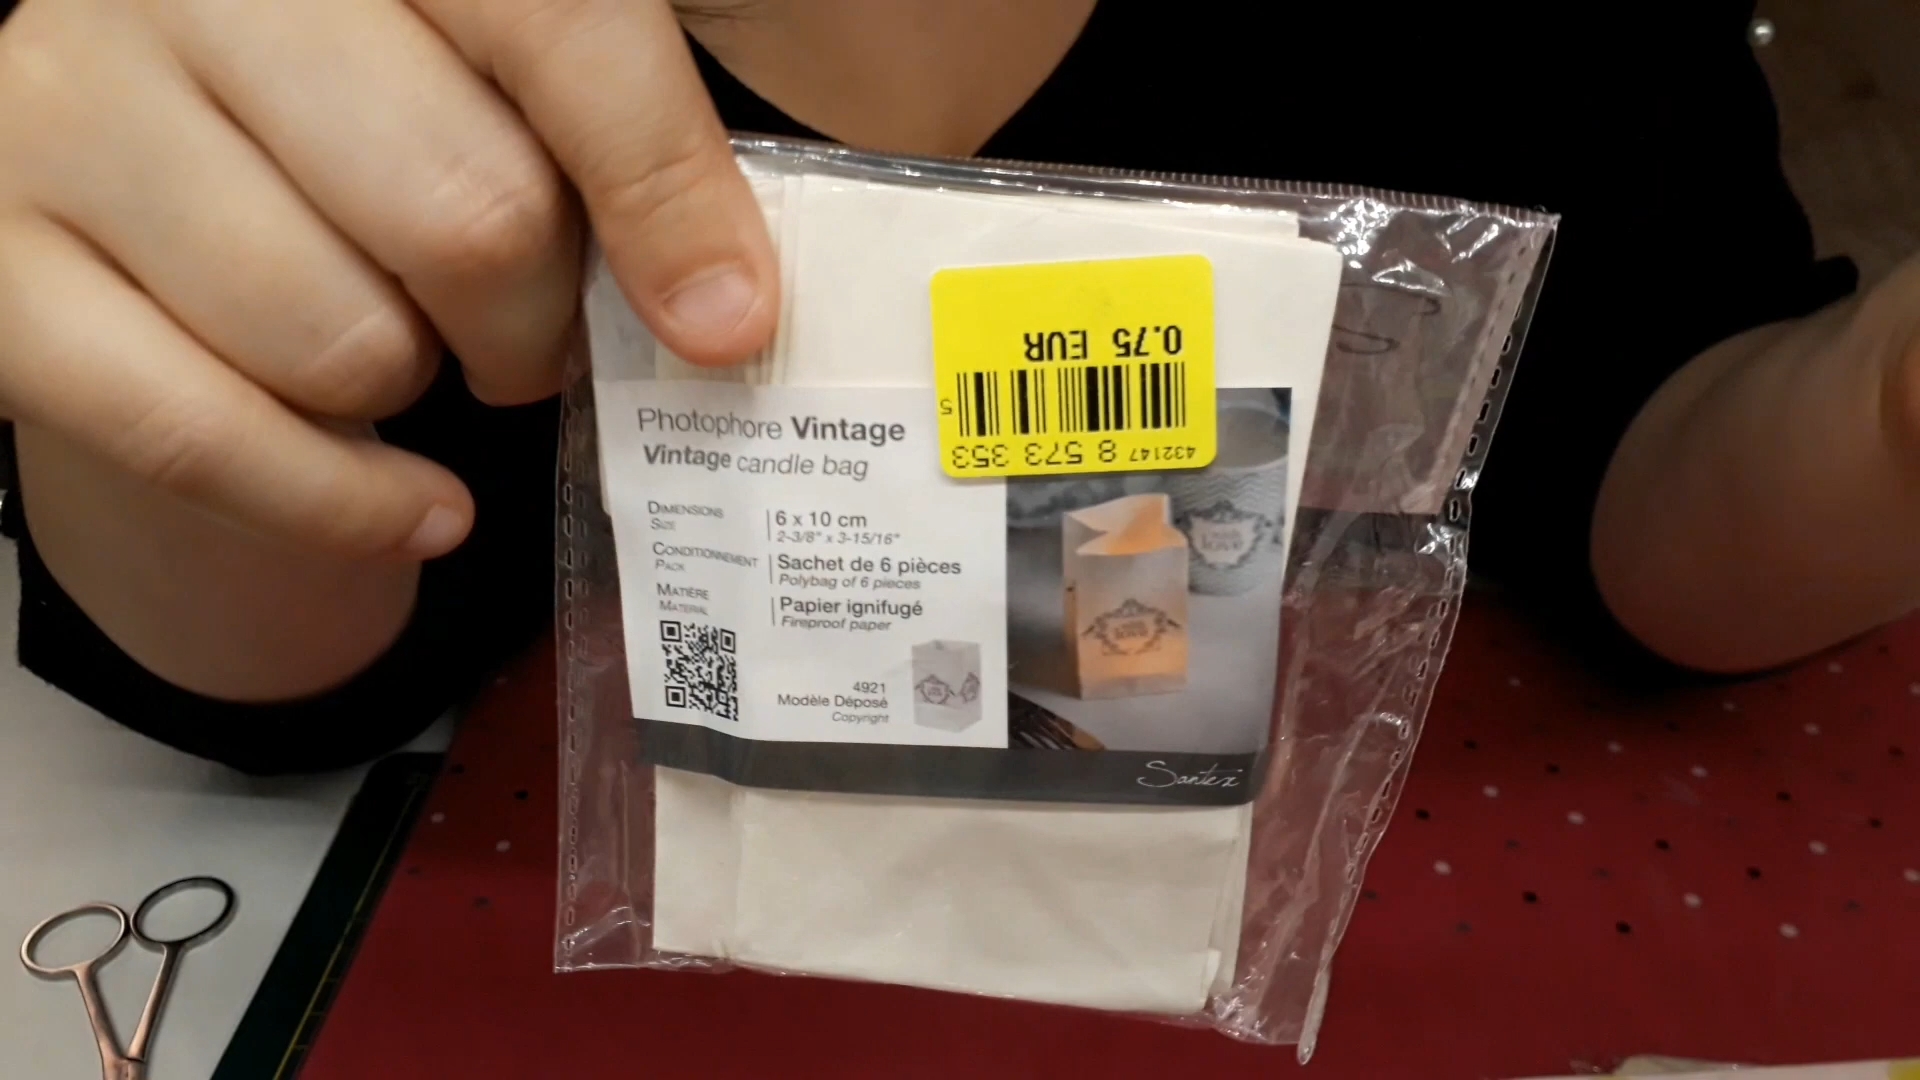 0.75 EUR
5
432147 8 573 353
Photophore Vintage
Vintage candle bag
DIMENSIONS
SIZE
6 x 10 cm
2-3/8" x 3-15/16"
CONDITIONNEMENT
PACK
Sachet de 6 pièces
Polybag of 6 pieces
MATIÈRE
MATERIAL
Papier ignifugé
Fireproof paper
4921
Modèle Déposé
Copyright
Santex